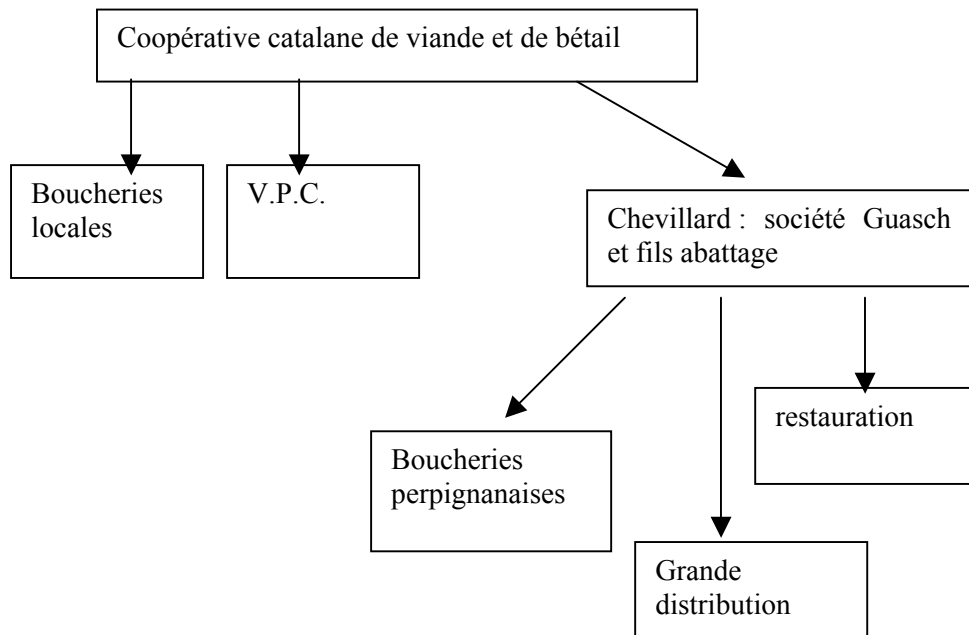 Coopérative catalane de viande et de bétail
Boucheries
locales
V.P.C.
Chevillard : société Guasch
et fils abattage
Boucheries
perpignanaises
restauration
Grande
distribution